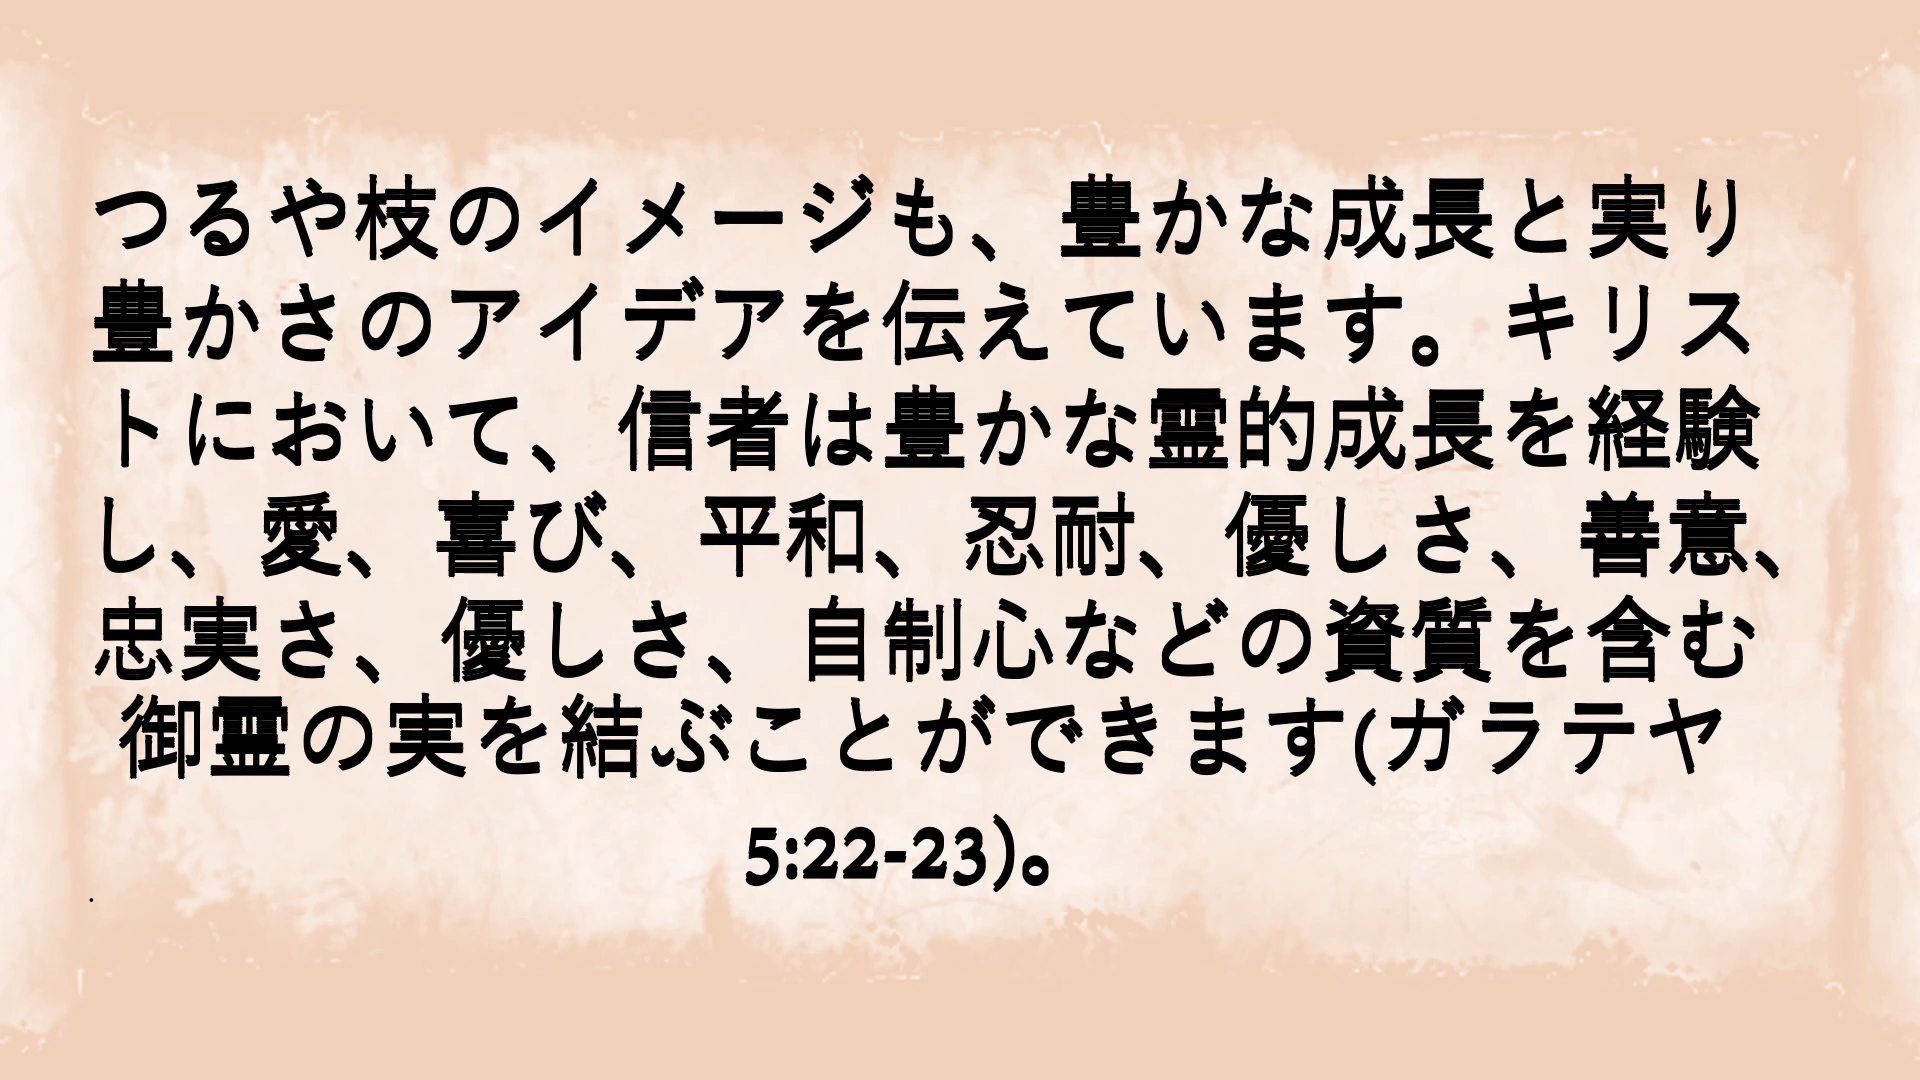 つるや枝のイメージも、豊かな成長と実り
豊かさのアイデアを伝えています。キリス
トにおいて、信者は豊かな霊的成長を経験
し、愛、喜び、平和、忍耐、優しさ、善意、
忠実さ、優しさ、自制心などの資質を含む
御霊の実を結ぶことができます(ガラテヤ
5:22-23)。
.